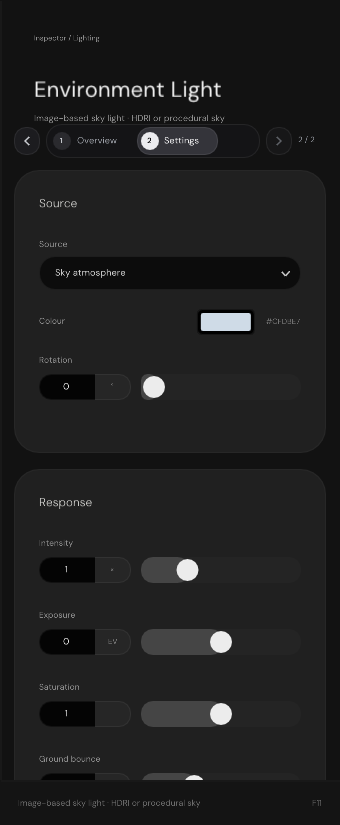 Inspector / Lighting
Environment Light
Image-based sky light · HDRI or procedural sky
1 Overview 2 Settings 2 / 2
Source
Source
Sky atmosphere
Colour #CFDBE7
Rotation
0 °
Response
Intensity
1 ×
Exposure
0 EV
Saturation
1
Ground bounce
Image-based sky light · HDRI or procedural sky F11